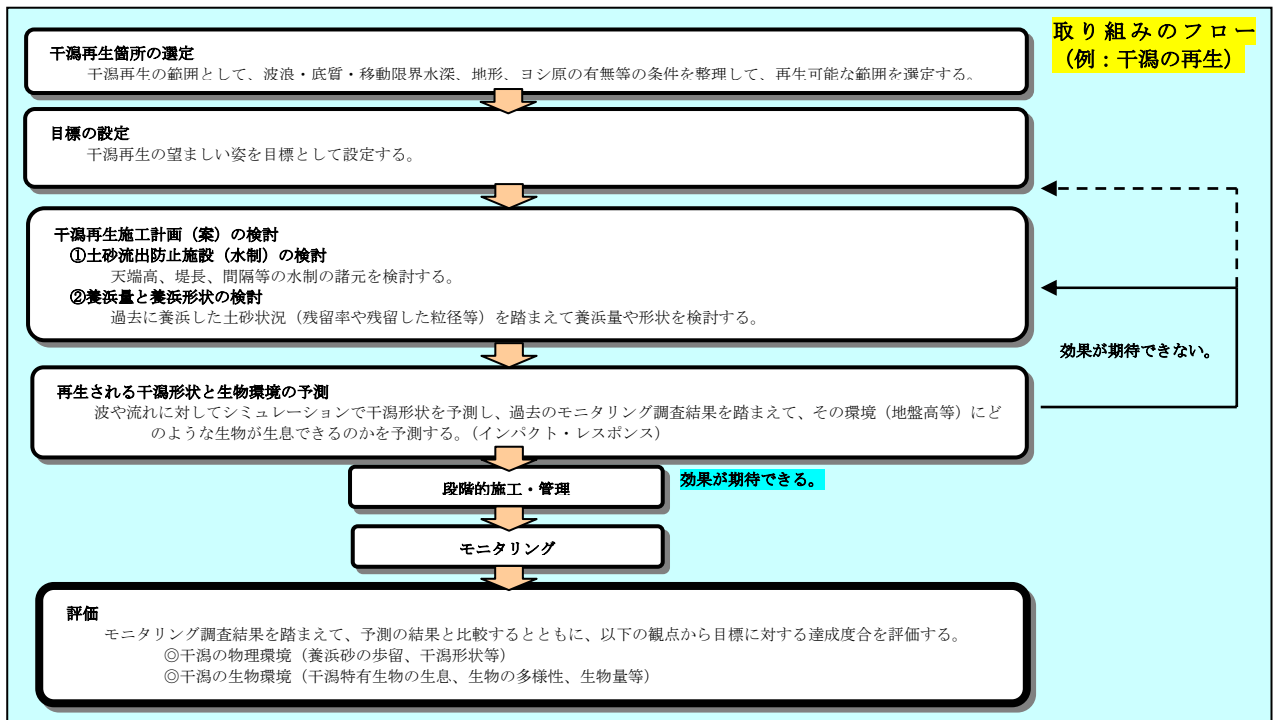 取り組みのフロー
（例：干潟の再生）
干潟再生箇所の選定
干潟再生の範囲として、波浪・底質・移動限界水深、地形、ヨシ原の有無等の条件を整理して、再生可能な範囲を選定する。
目標の設定
干潟再生の望ましい姿を目標として設定する。
干潟再生施工計画（案）の検討
①土砂流出防止施設（水制）の検討
天端高、堤長、間隔等の水制の諸元を検討する。
②養浜量と養浜形状の検討
過去に養浜した土砂状況（残留率や残留した粒径等）を踏まえて養浜量や形状を検討する。
効果が期待できない。
再生される干潟形状と生物環境の予測
波や流れに対してシミュレーションで干潟形状を予測し、過去のモニタリング調査結果を踏まえて、その環境（地盤高等）にど
のような生物が生息できるのかを予測する。（インパクト・レスポンス）
段階的施工・管理
効果が期待できる。
モニタリング
評価
モニタリング調査結果を踏まえて、予測の結果と比較するとともに、以下の観点から目標に対する達成度合を評価する。
◎干潟の物理環境（養浜砂の歩留、干潟形状等）
◎干潟の生物環境（干潟特有生物の生息、生物の多様性、生物量等）